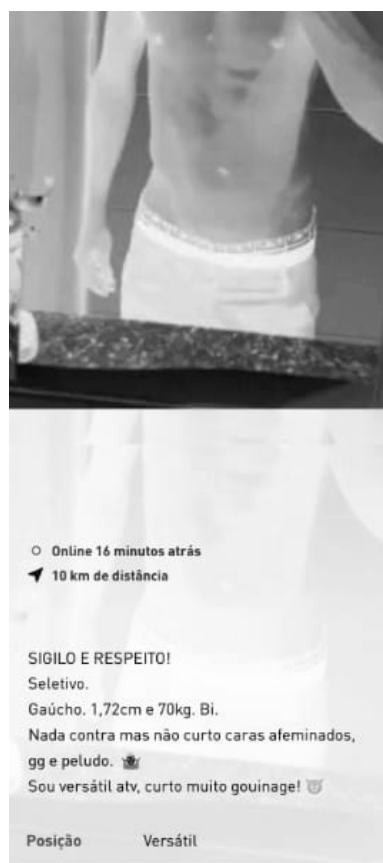 Online 16 minutos atrás
10 km de distância
SIGILO E RESPEITO!
Seletivo.
Gaúcho. 1,72cm e 70kg. Bi.
Nada contra mas não curto caras afeminados,
gg e peludo. 🤷
Sou versátil atv, curto muito gouinage! 😈
Posição Versátil